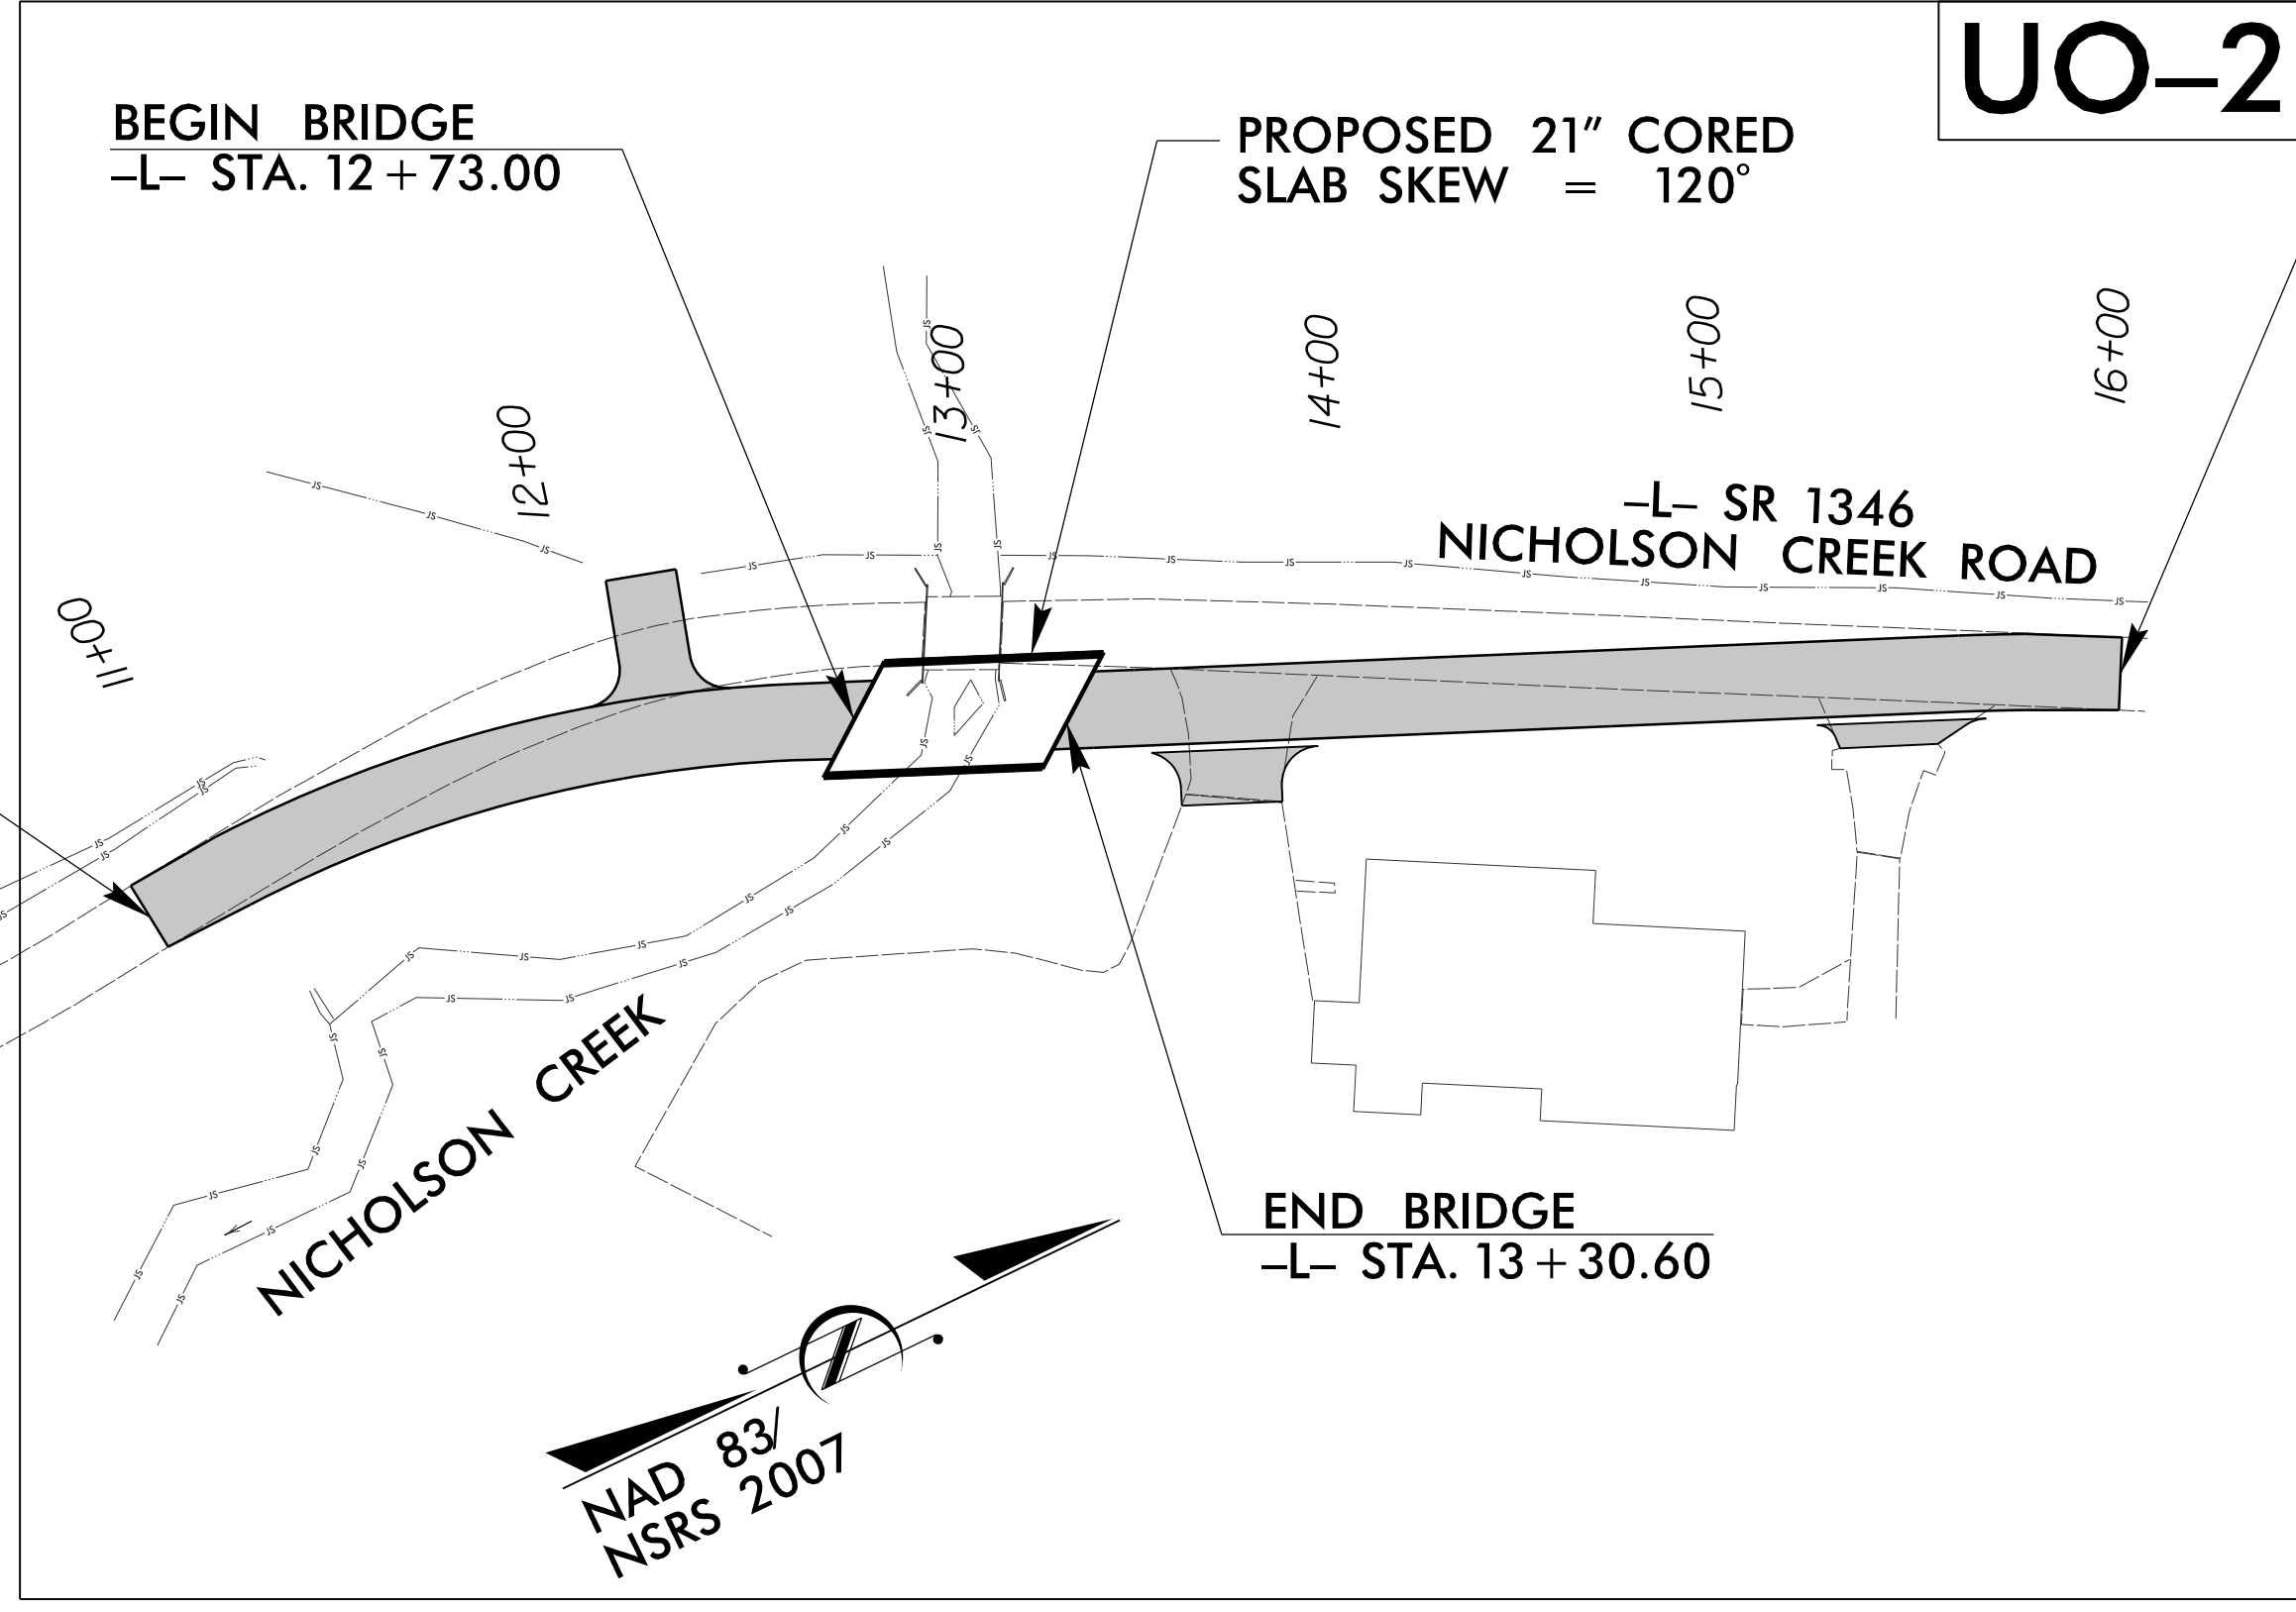 UO–2
BEGIN BRIDGE
–L– STA. 12+73.00
PROPOSED 21" CORED
SLAB SKEW = 120°
11+00
12+00
13+00
14+00
15+00
16+00
–L– SR 1346
NICHOLSON CREEK ROAD
JS
NICHOLSON CREEK
END BRIDGE
–L– STA. 13+30.60
NAD 83/
NSRS 2007